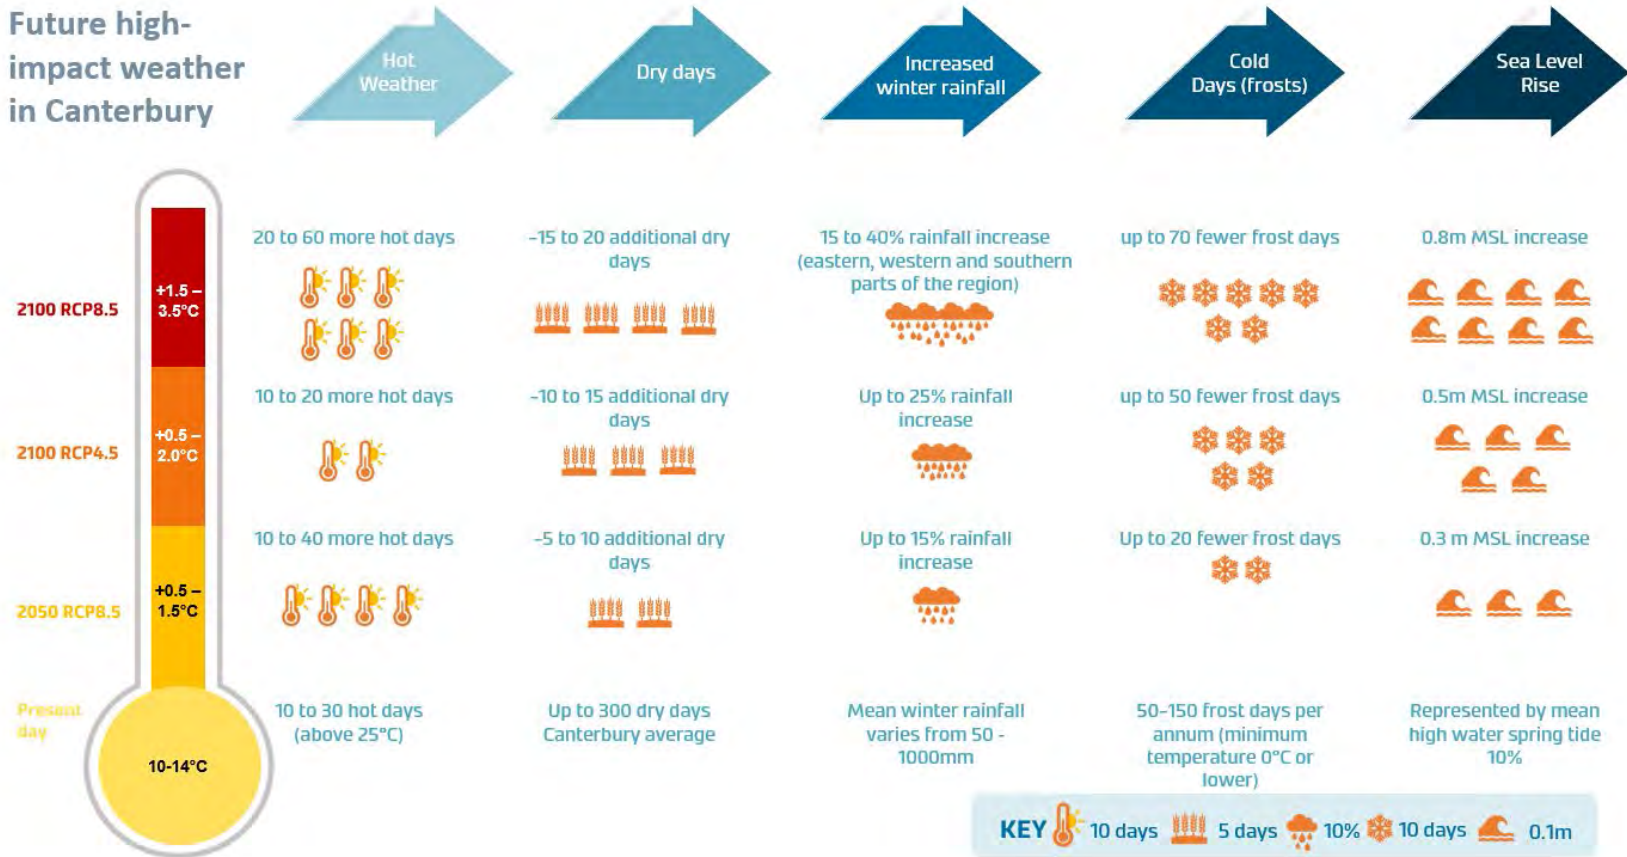 Future high-
impact weather
in Canterbury
Hot
Weather
Dry days
Increased
winter rainfall
Cold
Days (frosts)
Sea Level
Rise
2100 RCP8.5
+1.5 –
3.5°C
20 to 60 more hot days
~15 to 20 additional dry
days
15 to 40% rainfall increase
(eastern, western and southern
parts of the region)
up to 70 fewer frost days
0.8m MSL increase
2100 RCP4.5
+0.5 –
2.0°C
10 to 20 more hot days
~10 to 15 additional dry
days
Up to 25% rainfall
increase
up to 50 fewer frost days
0.5m MSL increase
2050 RCP8.5
+0.5 –
1.5°C
10 to 40 more hot days
~5 to 10 additional dry
days
Up to 15% rainfall
increase
Up to 20 fewer frost days
0.3 m MSL increase
Present
day
10-14°C
10 to 30 hot days
(above 25°C)
Up to 300 dry days
Canterbury average
Mean winter rainfall
varies from 50 -
1000mm
50-150 frost days per
annum (minimum
temperature 0°C or
lower)
Represented by mean
high water spring tide
10%
KEY 10 days 5 days 10% 10 days 0.1m